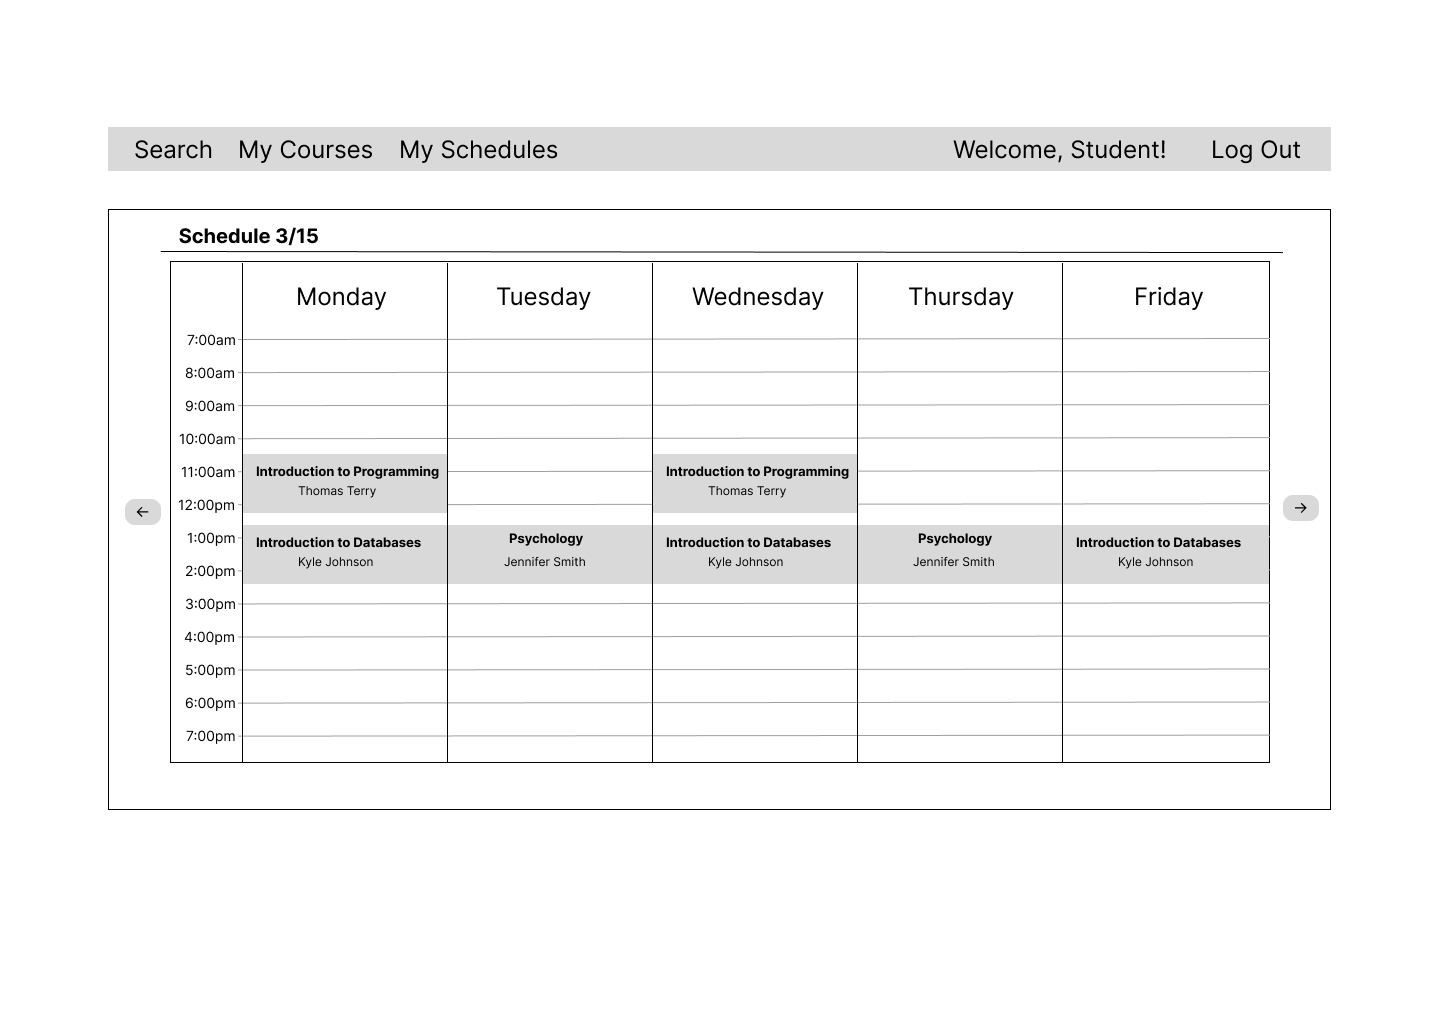 Search My Courses My Schedules Welcome, Student! Log Out
Schedule 3/15
Monday Tuesday Wednesday Thursday Friday
7:00am
8:00am
9:00am
10:00am
11:00am Introduction to Programming Introduction to Programming
Thomas Terry Thomas Terry
12:00pm
1:00pm Introduction to Databases Psychology Introduction to Databases Psychology Introduction to Databases
Kyle Johnson Jennifer Smith Kyle Johnson Jennifer Smith Kyle Johnson
2:00pm
3:00pm
4:00pm
5:00pm
6:00pm
7:00pm